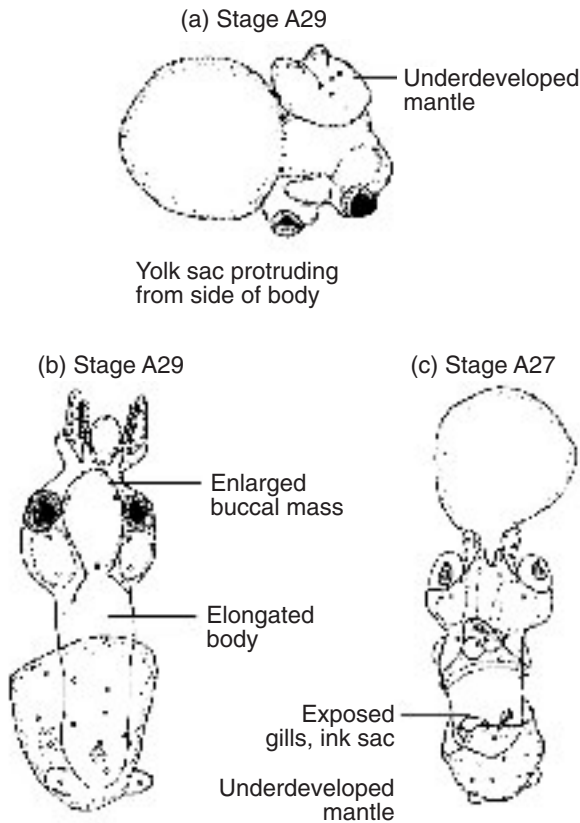 (a) Stage A29
Underdeveloped
mantle
Yolk sac protruding
from side of body
(b) Stage A29
Enlarged
buccal mass
Elongated
body
(c) Stage A27
Exposed
gills, ink sac
Underdeveloped
mantle